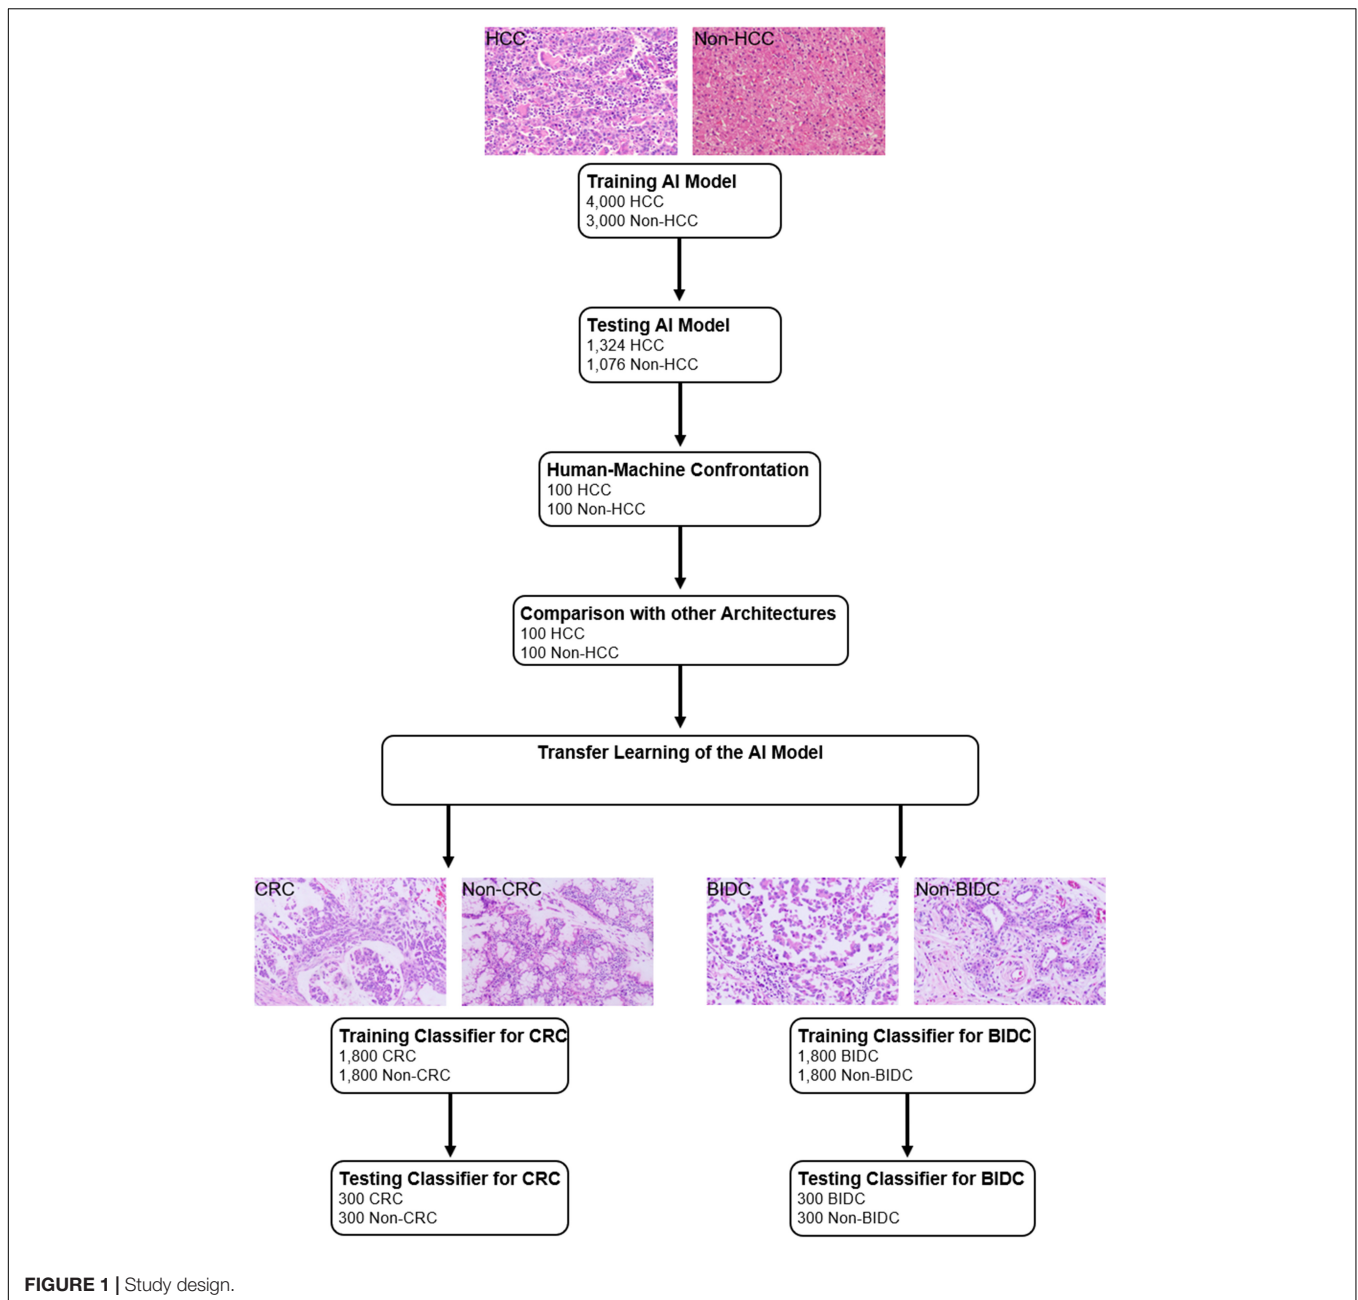 HCC
Non-HCC
Training AI Model
4,000 HCC
3,000 Non-HCC
Testing AI Model
1,324 HCC
1,076 Non-HCC
Human-Machine Confrontation
100 HCC
100 Non-HCC
Comparison with other Architectures
100 HCC
100 Non-HCC
Transfer Learning of the AI Model
CRC
Non-CRC
BIDC
Non-BIDC
Training Classifier for CRC
1,800 CRC
1,800 Non-CRC
Training Classifier for BIDC
1,800 BIDC
1,800 Non-BIDC
Testing Classifier for CRC
300 CRC
300 Non-CRC
Testing Classifier for BIDC
300 BIDC
300 Non-BIDC
FIGURE 1 | Study design.